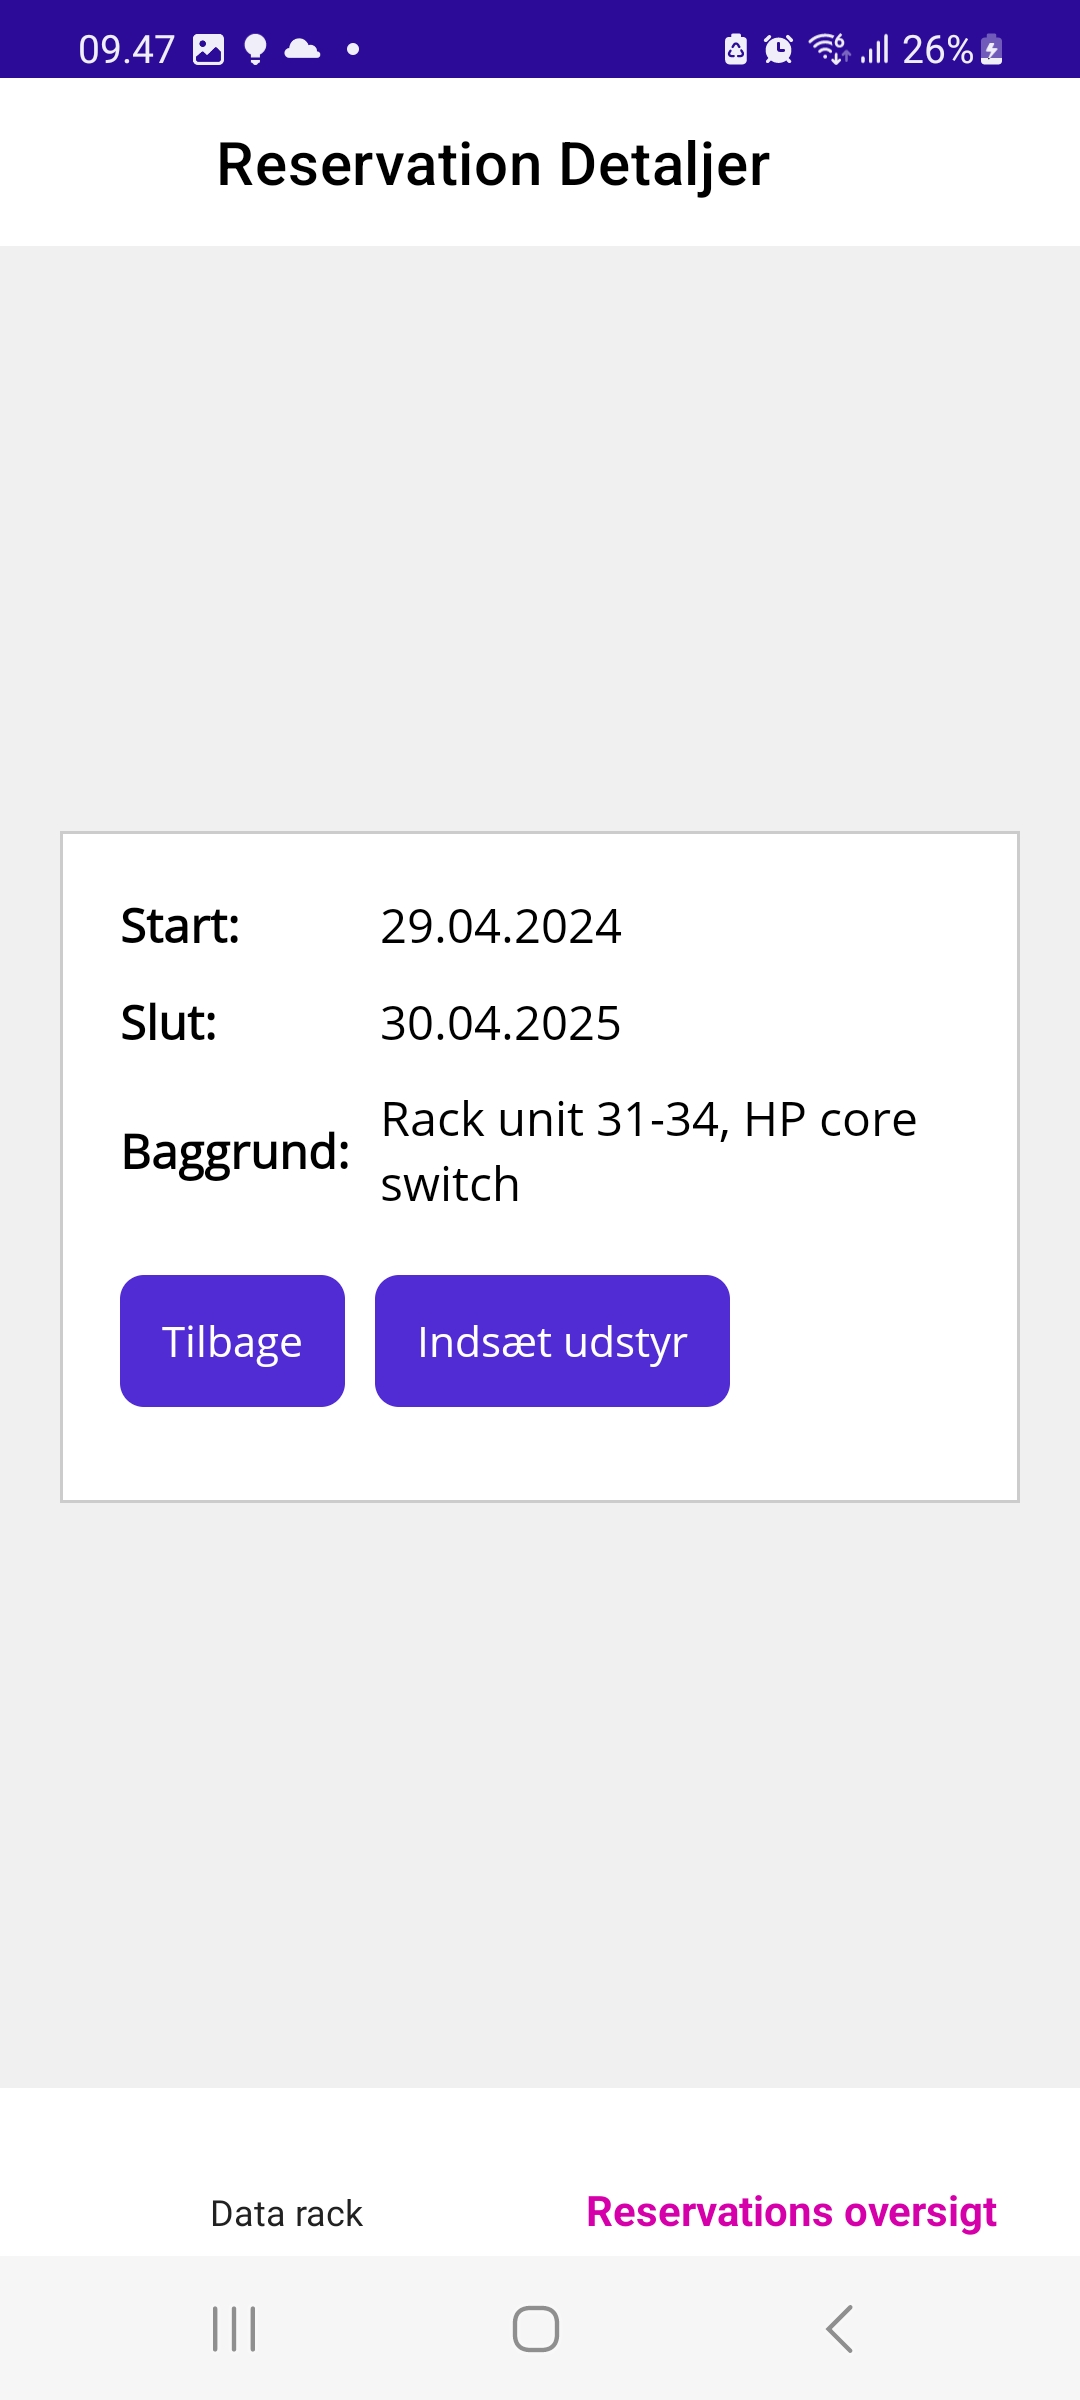 09.47
26%
Reservation Detaljer
Start: 29.04.2024
Slut: 30.04.2025
Baggrund: Rack unit 31-34, HP core
switch
Tilbage Indsæt udstyr
Data rack Reservations oversigt